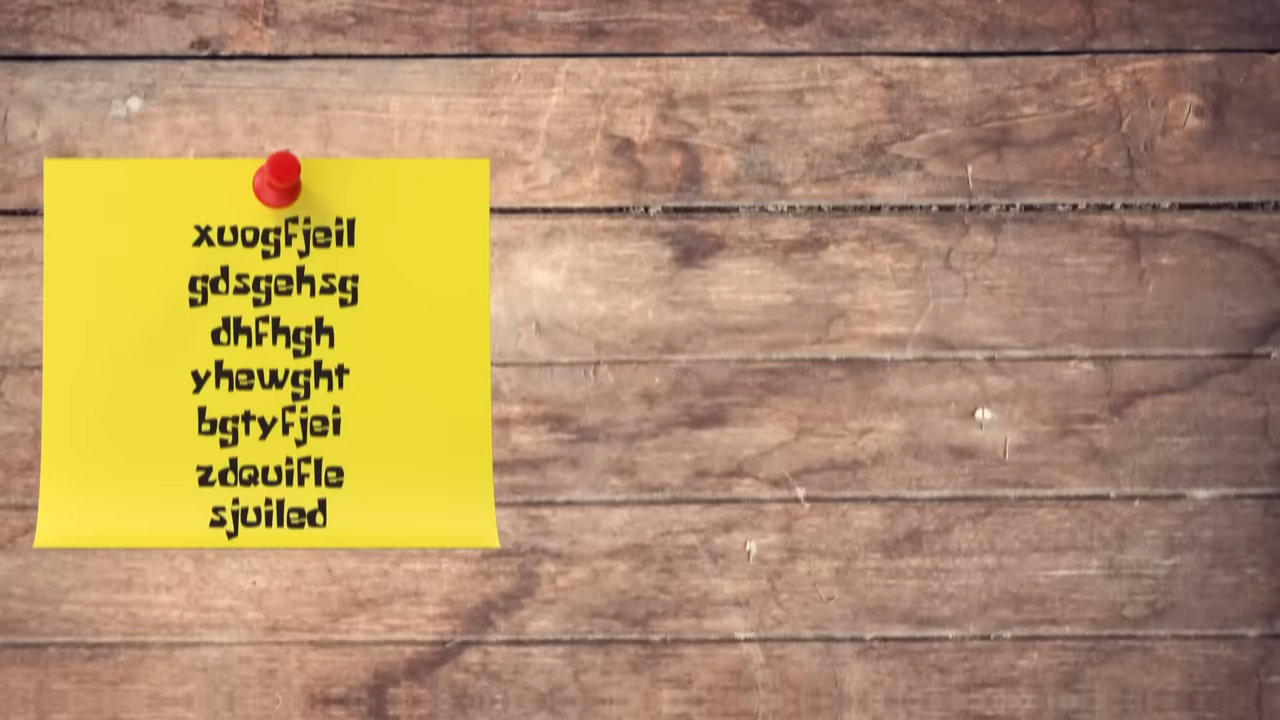 xuogfjeil
gdsgehsg
dhfhgh
yhewght
bgtyfjei
zdquifle
sjuiled